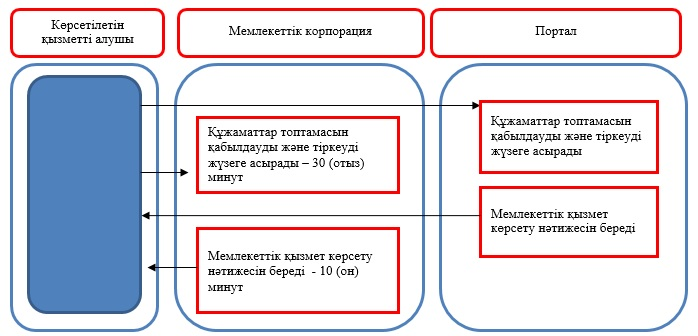 Көрсетілетін
қызметті алушы
Мемлекеттік корпорация
Портал
Құжаматтар топтамасын
қабылдауды және тіркеуді
жүзеге асырады – 30 (отыз)
минут
Құжаматтар топтамасын
қабылдауды және тіркеуді
жүзеге асырады
Мемлекеттік қызмет
көрсету нәтижесін береді
Мемлекеттік қызмет көрсету
нәтижесін береді - 10 (он)
минут